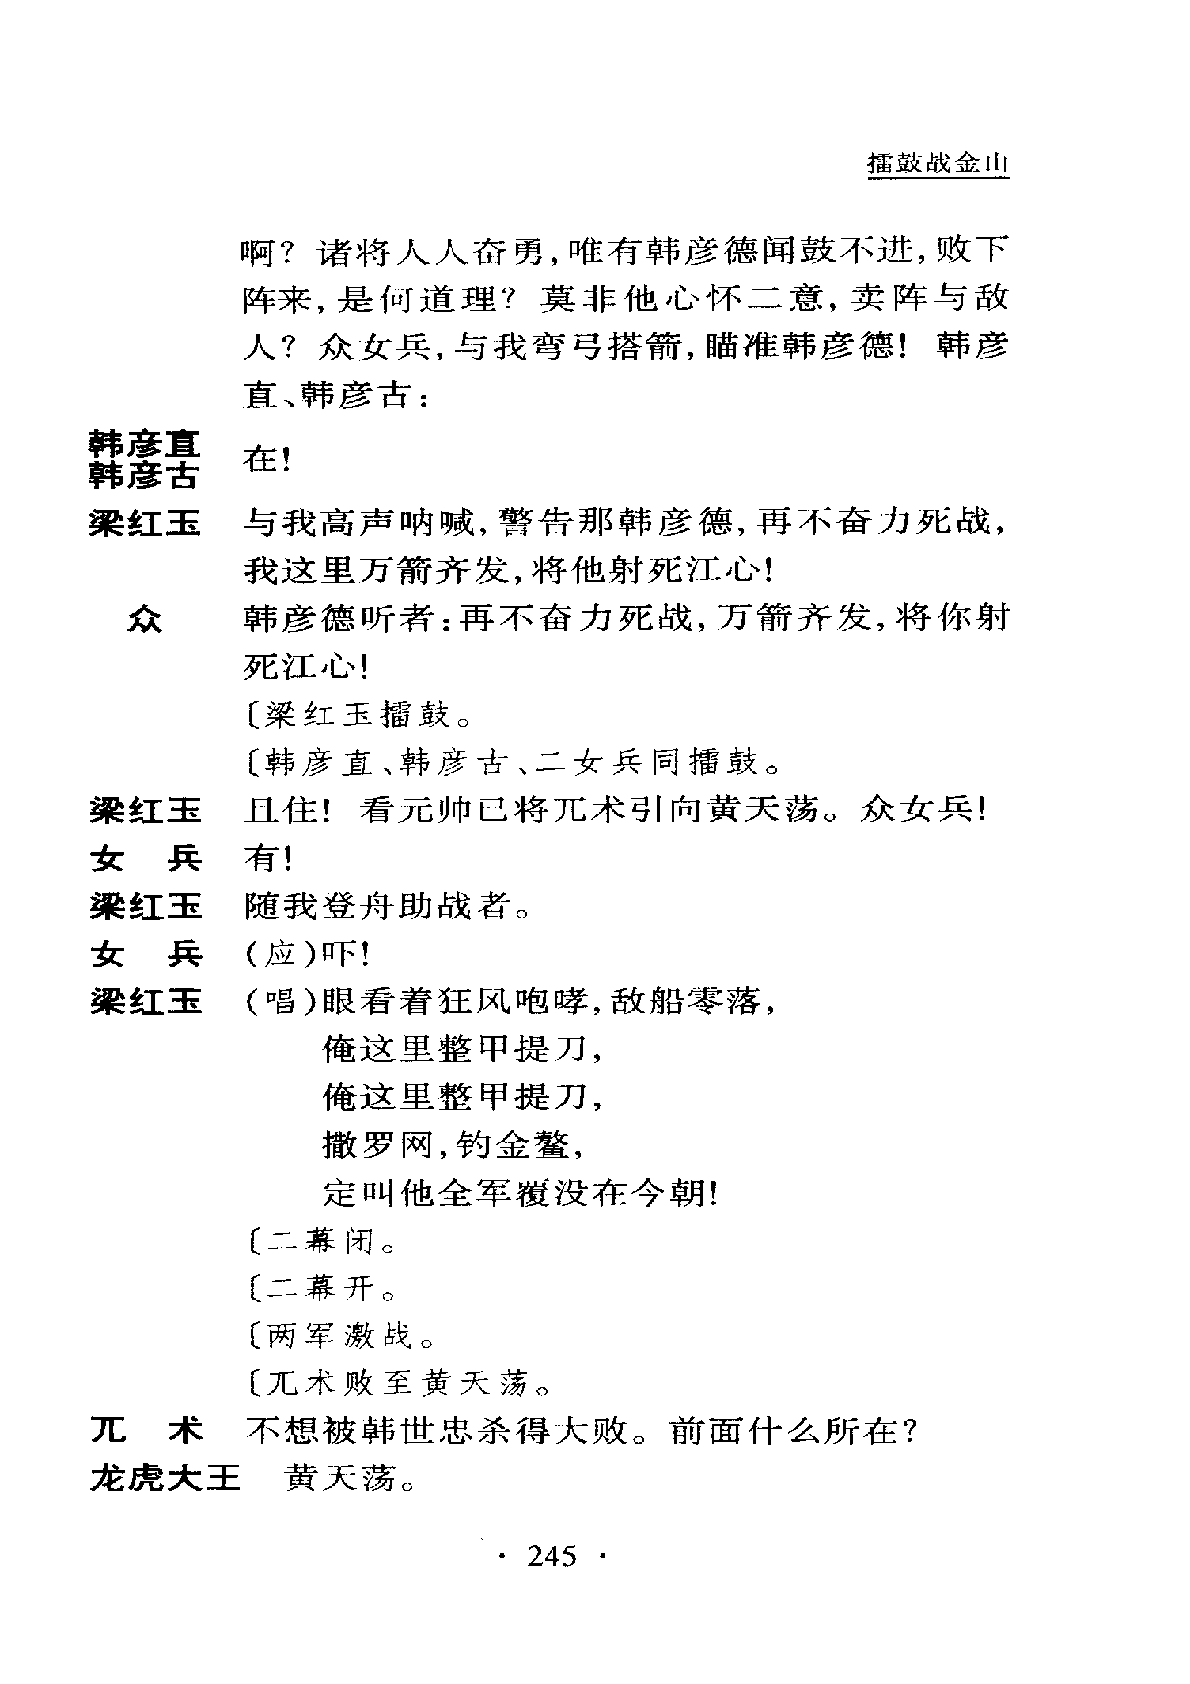 擂鼓战金山
啊？诸将人人奋勇，唯有韩彦德闻鼓不进，败下
阵来，是何道理？莫非他心怀二意，卖阵与敌
人？众女兵，与我弯弓搭箭，瞄准韩彦德！韩彦
直、韩彦古：
韩彦直
韩彦古 在！
梁红玉 与我高声呐喊，警告那韩彦德，再不奋力死战，
我这里万箭齐发，将他射死江心！
众 韩彦德听者：再不奋力死战，万箭齐发，将你射
死江心！
〔梁红玉擂鼓。
〔韩彦直、韩彦古、二女兵同擂鼓。
梁红玉 且住！看元帅已将兀术引向黄天荡。众女兵！
女兵 有！
梁红玉 随我登舟助战者。
女兵 （应）吓！
梁红玉 （唱）眼看着狂风咆哮，敌船零落，
俺这里整甲提刀，
俺这里整甲提刀，
撒罗网，钓金鳌，
定叫他全军覆没在今朝！
〔二幕闭。
〔二幕开。
〔两军激战。
〔兀术败至黄天荡。
兀术 不想被韩世忠杀得大败。前面什么所在？
龙虎大王 黄天荡。
· 245 ·